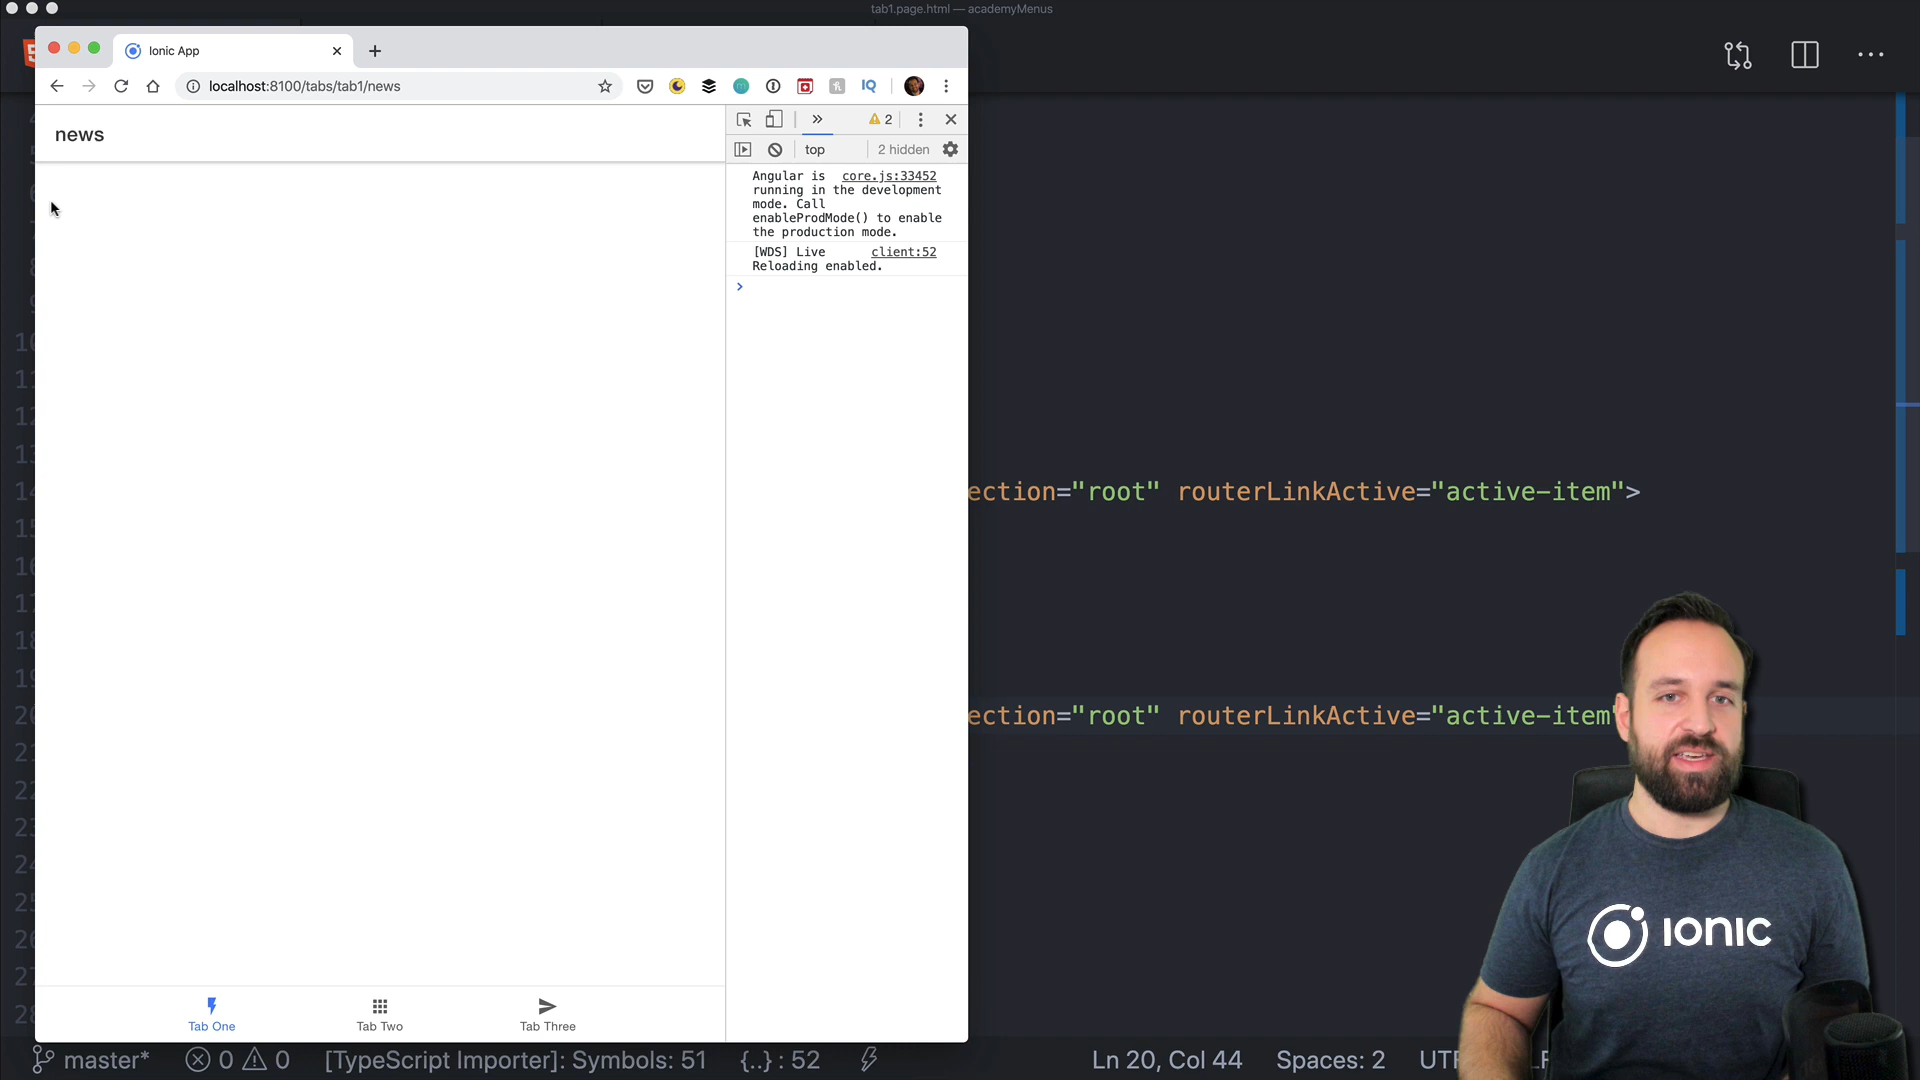 tab1.page.html — academyMenus
Ionic App
localhost:8100/tabs/tab1/news
IQ
2
top
2 hidden
news
Angular is core.js:33452
running in the development
mode. Call
enableProdMode() to enable
the production mode.
[WDS] Live client:52
Reloading enabled.
ection="root" routerLinkActive="active-item">
ection="root" routerLinkActive="active-item
IONIC
Tab One
Tab Two
Tab Three
master*
0
0
[TypeScript Importer]: Symbols: 51
{..} : 52
Ln 20, Col 44
Spaces: 2